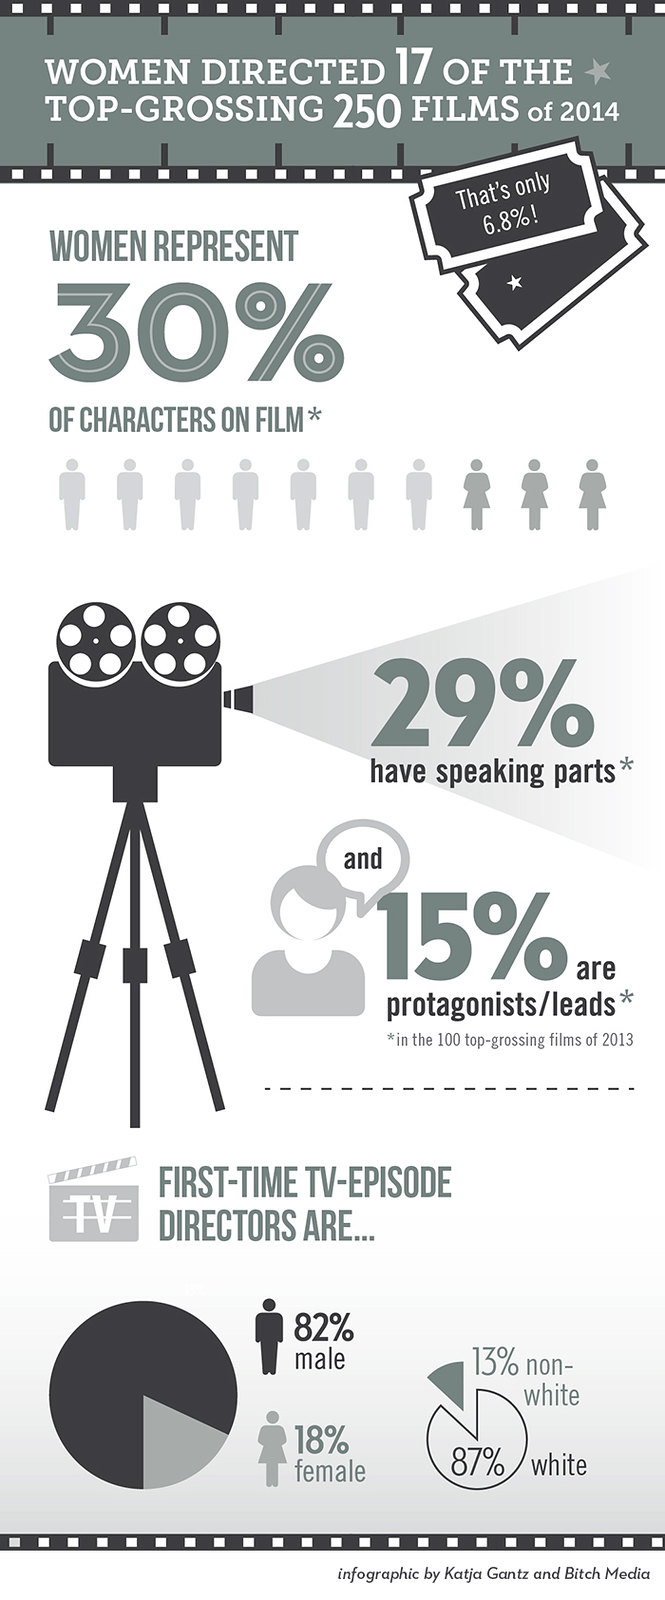 WOMEN DIRECTED 17 OF THE
TOP-GROSSING 250 FILMS of 2014
That's only
6.8%!
WOMEN REPRESENT
30%
OF CHARACTERS ON FILM*
29%
have speaking parts*
and
15% are
protagonists/leads*
*in the 100 top-grossing films of 2013
TV
FIRST-TIME TV-EPISODE
DIRECTORS ARE...
82%
male
18%
female
13% non-
white
87% white
infographic by Katja Gantz and Bitch Media